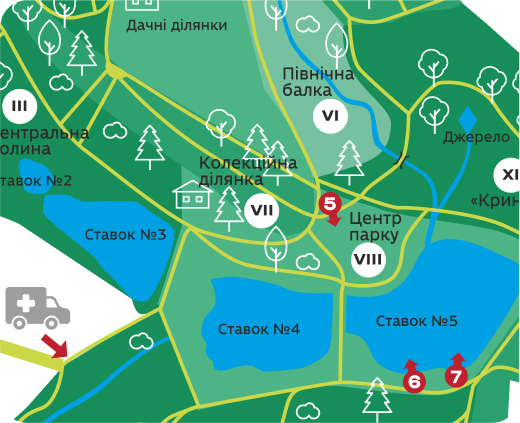 Дачні ділянки
Північна
балка
VI
III
ентральна
олина
Джерело
Колекційна
ділянка
VII
тавок №2
XI
«Крин
5
Центр
парку
VIII
Ставок №3
Ставок №4
Ставок №5
6
7